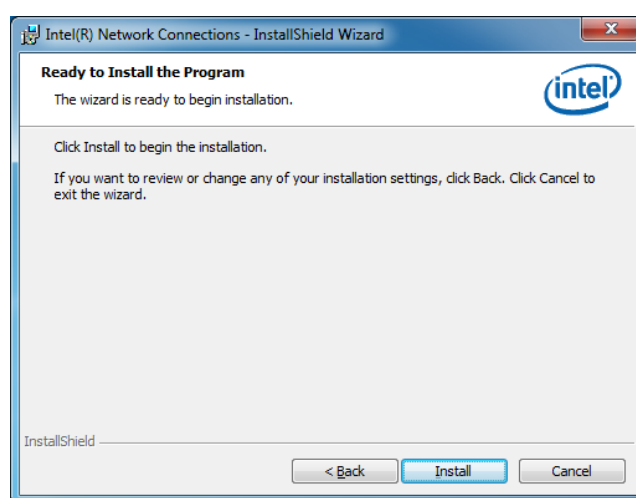 Intel(R) Network Connections - InstallShield Wizard
Ready to Install the Program
The wizard is ready to begin installation.
intel
Click Install to begin the installation.
If you want to review or change any of your installation settings, click Back. Click Cancel to
exit the wizard.
InstallShield
< Back
Install
Cancel